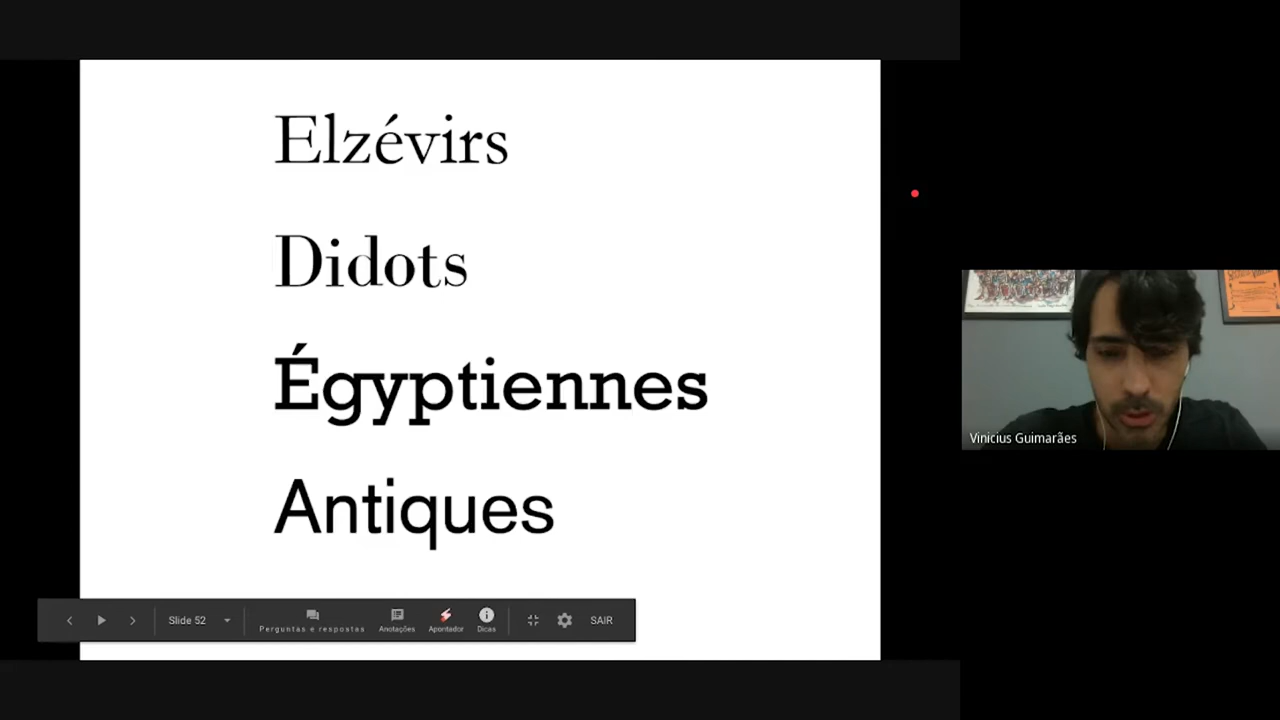 Elzévirs
Didots
Égyptiennes
Antiques
Vinicius Guimarães
Slide 52
Perguntas e respostas
Anotações
Apontador
Dicas
SAIR